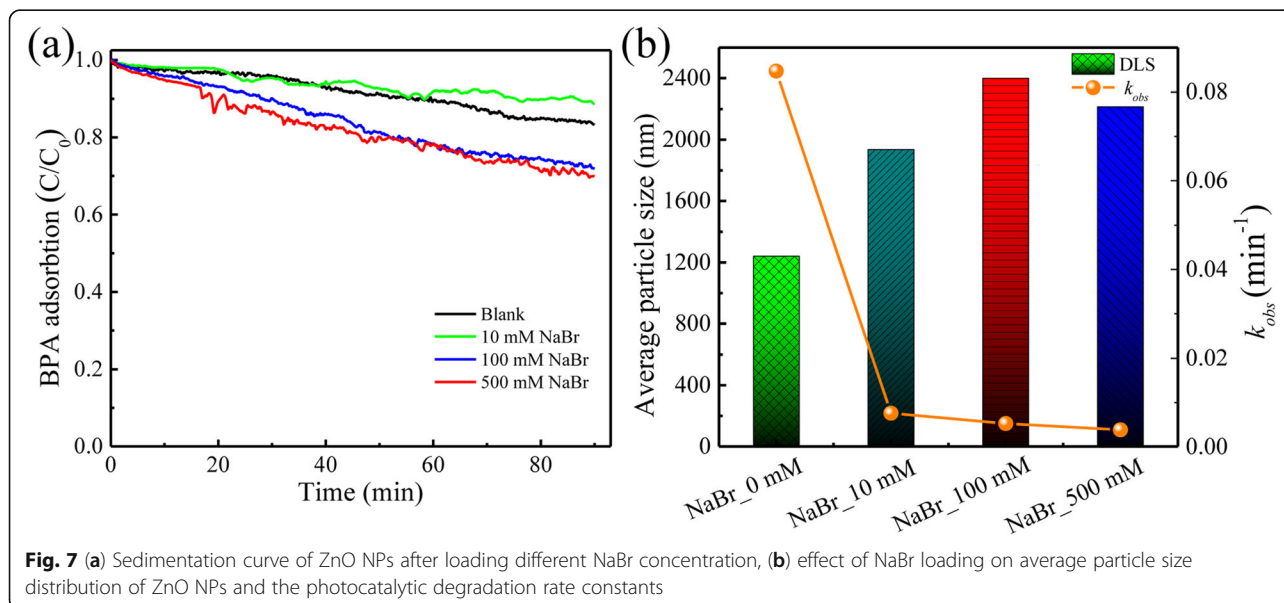 (a)
1.0
0.8
0.6
0.4
0.2
0.0
BPA adsorbtion (C/C0)
Blank
10 mM NaBr
100 mM NaBr
500 mM NaBr
0 20 40 60 80
Time (min)
(b)
2400
2000
1600
1200
800
400
0
Average particle size (nm)
DLS
kobs
0.08
0.06
0.04
0.02
0.00
kobs (min-1)
NaBr_0 mM
NaBr_10 mM
NaBr_100 mM
NaBr_500 mM
Fig. 7 (a) Sedimentation curve of ZnO NPs after loading different NaBr concentration, (b) effect of NaBr loading on average particle size
distribution of ZnO NPs and the photocatalytic degradation rate constants